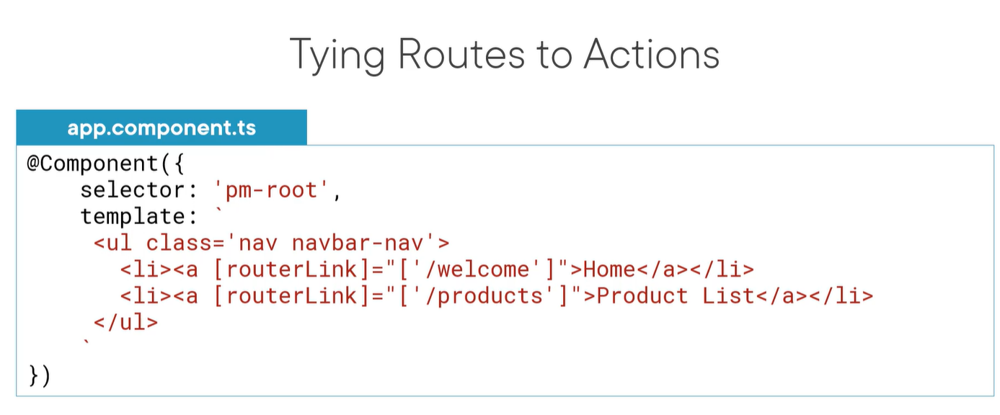 Tying Routes to Actions
app.component.ts
@Component({
    selector: 'pm-root',
    template: `
     <ul class='nav navbar-nav'>
       <li><a [routerLink]="['/welcome']">Home</a></li>
       <li><a [routerLink]="['/products']">Product List</a></li>
     </ul>
    `
})